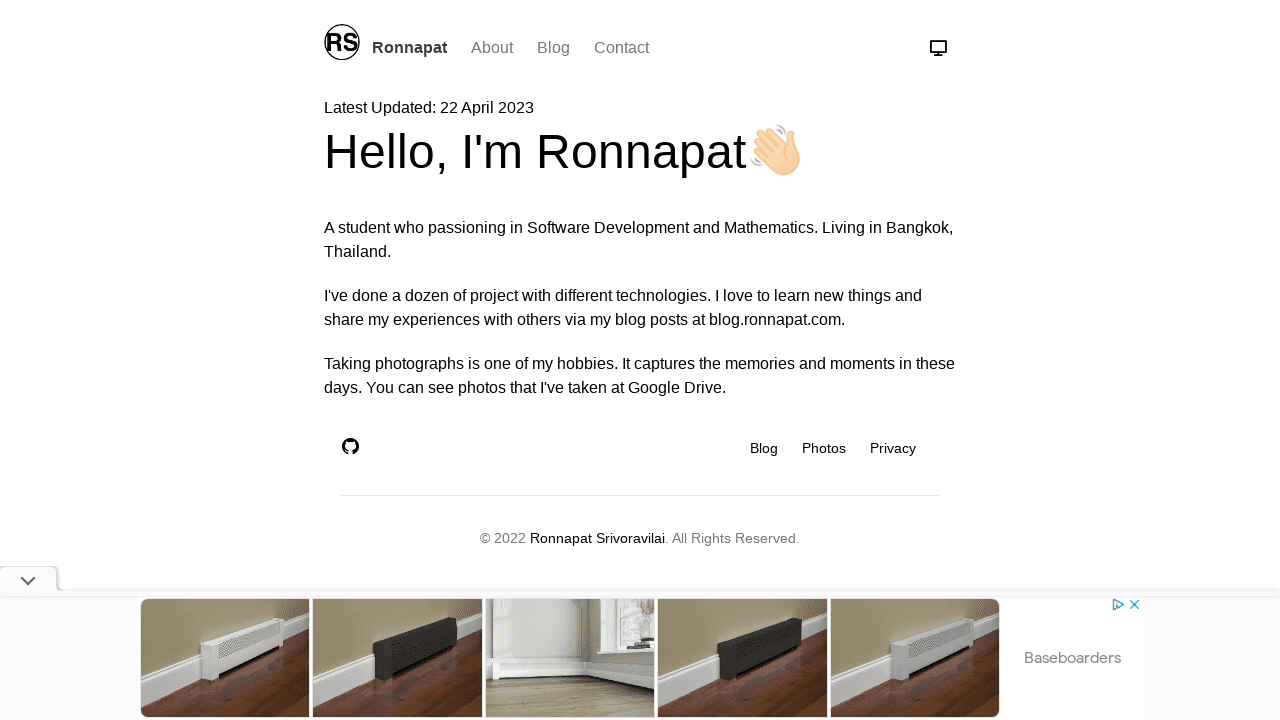 RS Ronnapat About Blog Contact
Latest Updated: 22 April 2023
Hello, I'm Ronnapat👋🏻
A student who passioning in Software Development and Mathematics. Living in Bangkok,
Thailand.
I've done a dozen of project with different technologies. I love to learn new things and
share my experiences with others via my blog posts at blog.ronnapat.com.
Taking photographs is one of my hobbies. It captures the memories and moments in these
days. You can see photos that I've taken at Google Drive.
Blog Photos Privacy
© 2022 Ronnapat Srivoravilai. All Rights Reserved.
Baseboarders